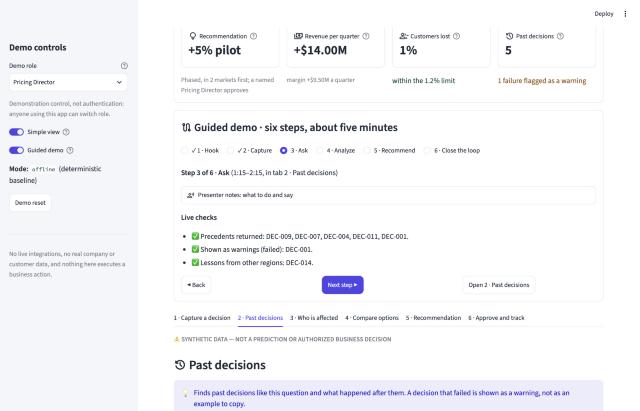 Deploy
Demo controls
Demo role
Pricing Director
Demonstration control, not authentication:
anyone using this app can switch role.
Simple view
Guided demo
Mode: offline (deterministic
baseline)
Demo reset
No live integrations, no real company or
customer data, and nothing here executes a
business action.
Recommendation
+5% pilot
Phased, in 2 markets first; a named
Pricing Director approves
Revenue per quarter
+$14.00M
margin +$9.50M a quarter
Customers lost
1%
within the 1.2% limit
Past decisions
5
1 failure flagged as a warning
Guided demo · six steps, about five minutes
✓ 1 · Hook
✓ 2 · Capture
3 · Ask
4 · Analyze
5 · Recommend
6 · Close the loop
Step 3 of 6 · Ask (1:15–2:15, in tab 2 · Past decisions)
Presenter notes: what to do and say
Live checks
Precedents returned: DEC-009, DEC-007, DEC-004, DEC-011, DEC-001.
Shown as warnings (failed): DEC-001.
Lessons from other regions: DEC-014.
Back
Next step
Open 2 · Past decisions
1 · Capture a decision
2 · Past decisions
3 · Who is affected
4 · Compare options
5 · Recommendation
6 · Approve and track
SYNTHETIC DATA — NOT A PREDICTION OR AUTHORIZED BUSINESS DECISION
Past decisions
Finds past decisions like this question and what happened after them. A decision that failed is shown as a warning, not as an
example to copy.